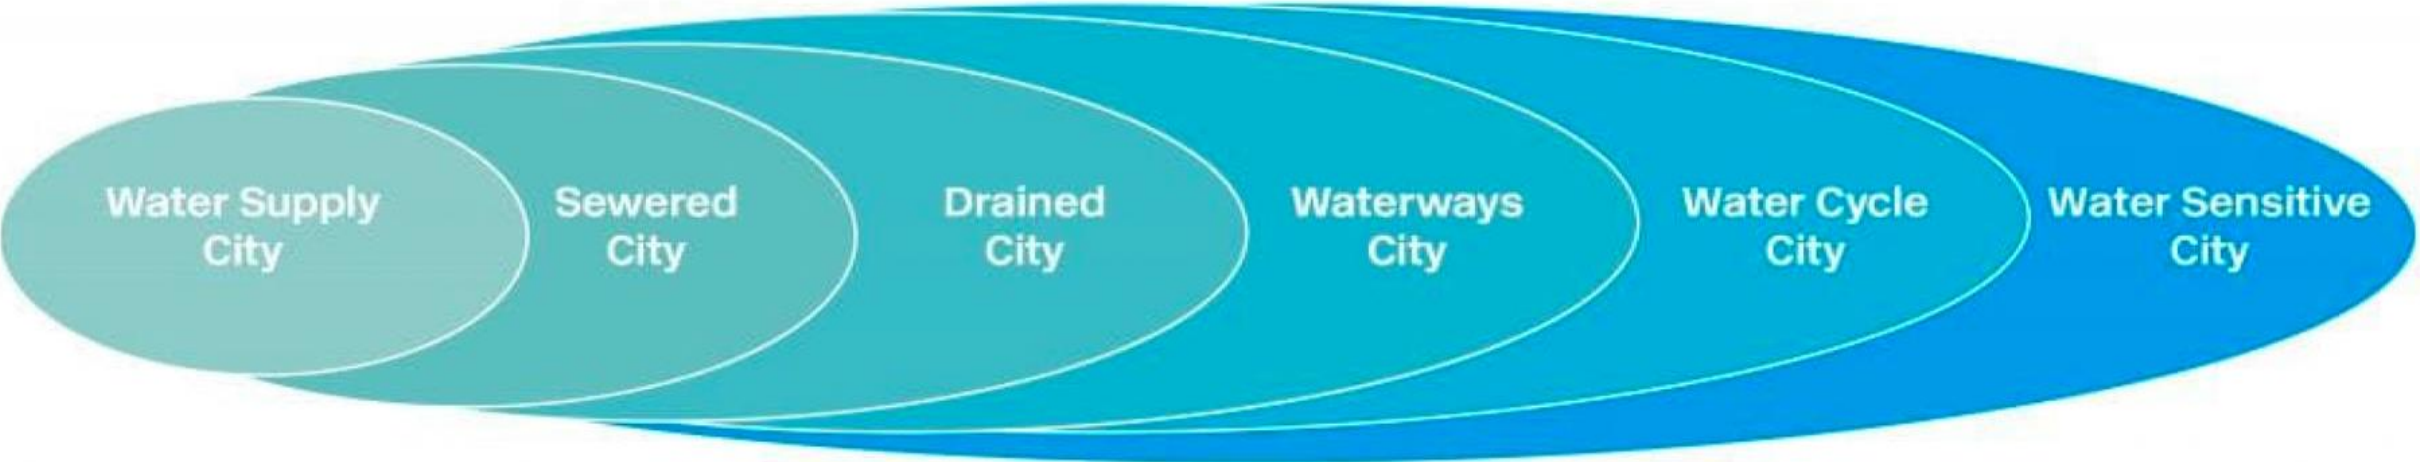 Water Supply
City
Sewered
City
Drained
City
Waterways
City
Water Cycle
City
Water Sensitive
City